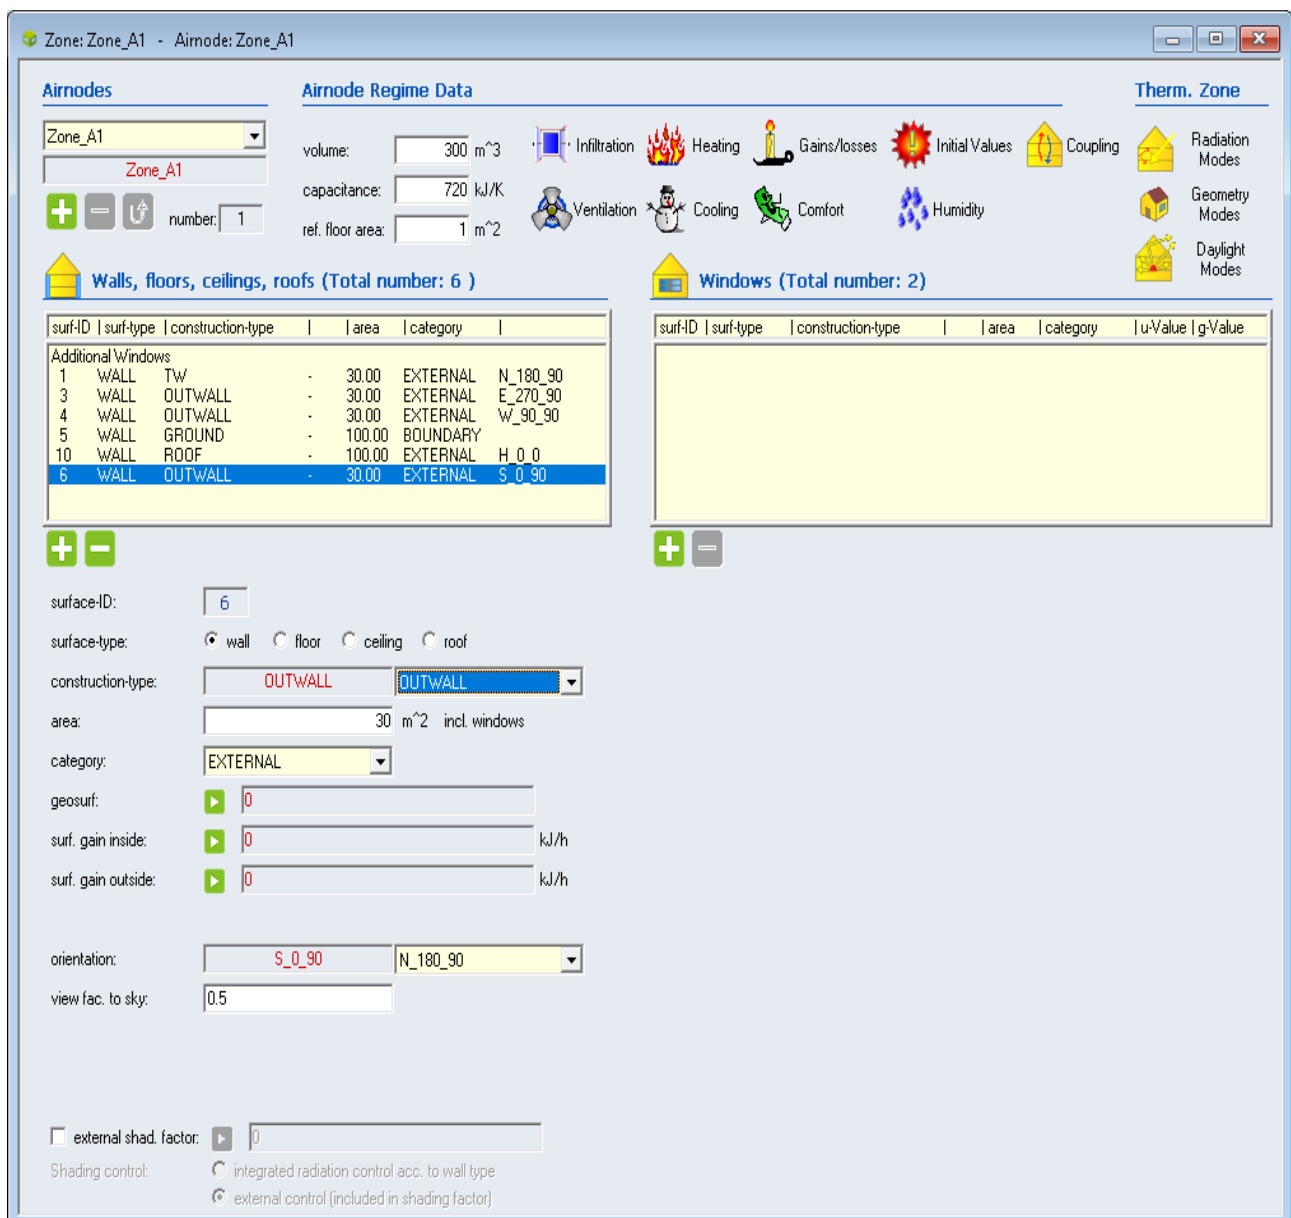 Zone: Zone_A1 - Airnode: Zone_A1
Airnodes
Airnode Regime Data
Therm. Zone
Zone_A1
Zone_A1
number: 1
volume: 300 m^3
capacitance: 720 kJ/K
ref. floor area: 1 m^2
Infiltration Heating Gains/losses Initial Values Coupling
Ventilation Cooling Comfort Humidity
Radiation
Modes
Geometry
Modes
Daylight
Modes
Walls, floors, ceilings, roofs (Total number: 6 )
surf-ID | surf-type | construction-type | | area | category |
Additional Windows
1 WALL TW - 30.00 EXTERNAL N_180_90
3 WALL OUTWALL - 30.00 EXTERNAL E_270_90
4 WALL OUTWALL - 30.00 EXTERNAL W_90_90
5 WALL GROUND - 100.00 BOUNDARY
10 WALL ROOF - 100.00 EXTERNAL H_0_0
6 WALL OUTWALL - 30.00 EXTERNAL S_0_90
Windows (Total number: 2)
surf-ID | surf-type | construction-type | | area | category | u-Value | g-Value
surface-ID: 6
surface-type: wall floor ceiling roof
construction-type: OUTWALL OUTWALL
area: 30 m^2 incl. windows
category: EXTERNAL
geosurf: 0
surf. gain inside: 0 kJ/h
surf. gain outside: 0 kJ/h
orientation: S_0_90 N_180_90
view fac. to sky: 0.5
external shad. factor: 0
Shading control: integrated radiation control acc. to wall type
external control (included in shading factor)